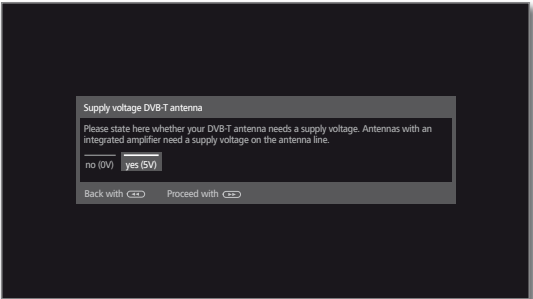 Supply voltage DVB-T antenna
Please state here whether your DVB-T antenna needs a supply voltage. Antennas with an
integrated amplifier need a supply voltage on the antenna line.
no (0V) yes (5V)
Back with Proceed with